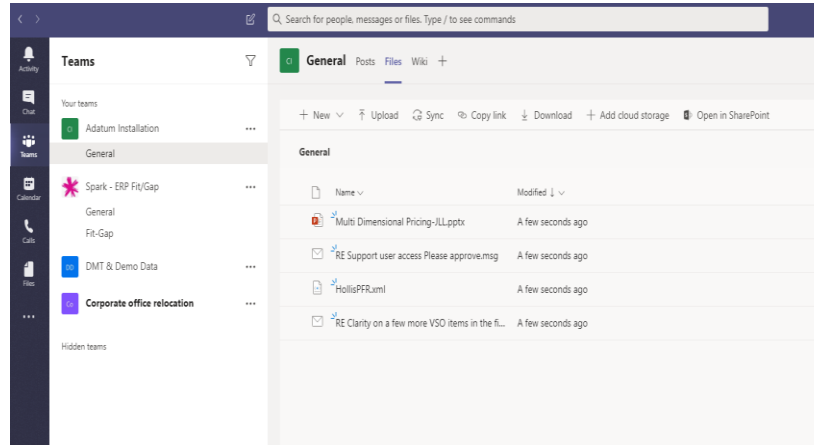 Search for people, messages or files. Type / to see commands
Activity
Chat
Teams
Calendar
Calls
Files
Teams
Your teams
CI Adatum Installation ...
General
Spark - ERP Fit/Gap ...
General
Fit-Gap
DD DMT & Demo Data ...
Co Corporate office relocation ...
Hidden teams
CI General Posts Files Wiki +
+ New Upload Sync Copy link Download + Add cloud storage Open in SharePoint
General
Name Modified ↓
Multi Dimensional Pricing-JLL.pptx A few seconds ago
RE Support user access Please approve.msg A few seconds ago
HollisPFR.xml A few seconds ago
RE Clarity on a few more VSO items in the fi... A few seconds ago